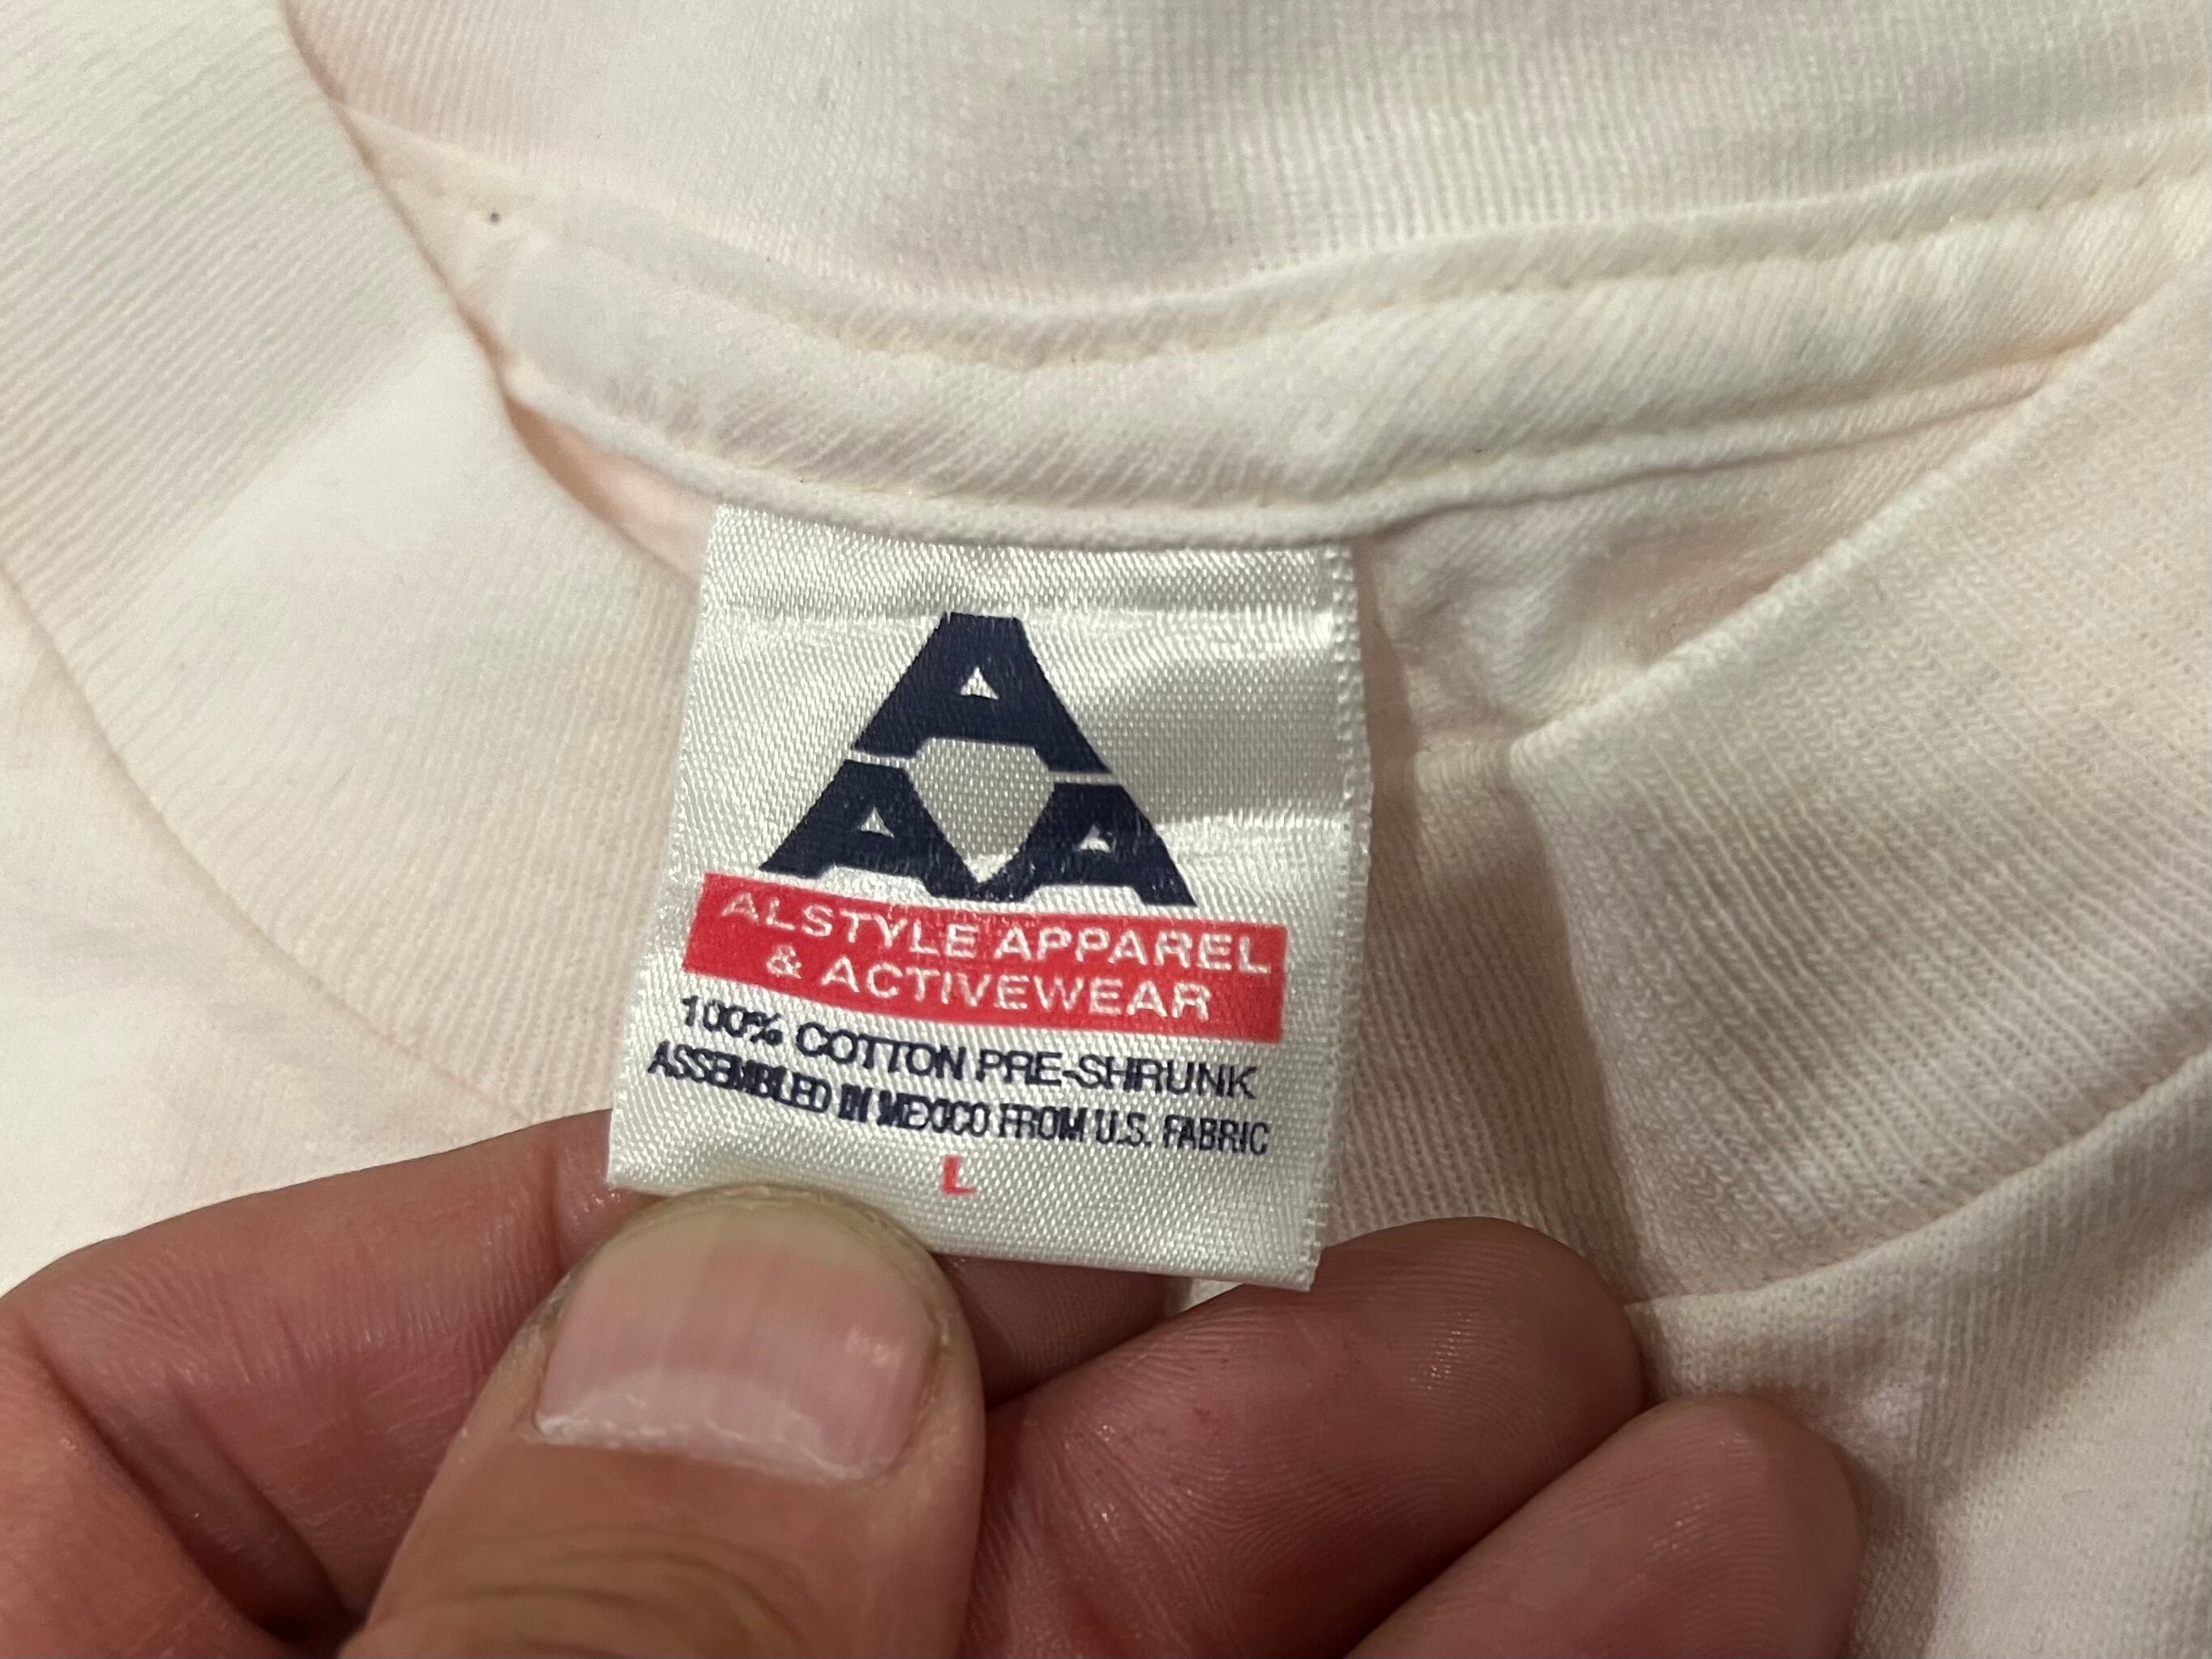 A
A A
ALSTYLE APPAREL
& ACTIVEWEAR
100% COTTON PRE-SHRUNK
ASSEMBLED IN MEXICO FROM U.S. FABRIC
L